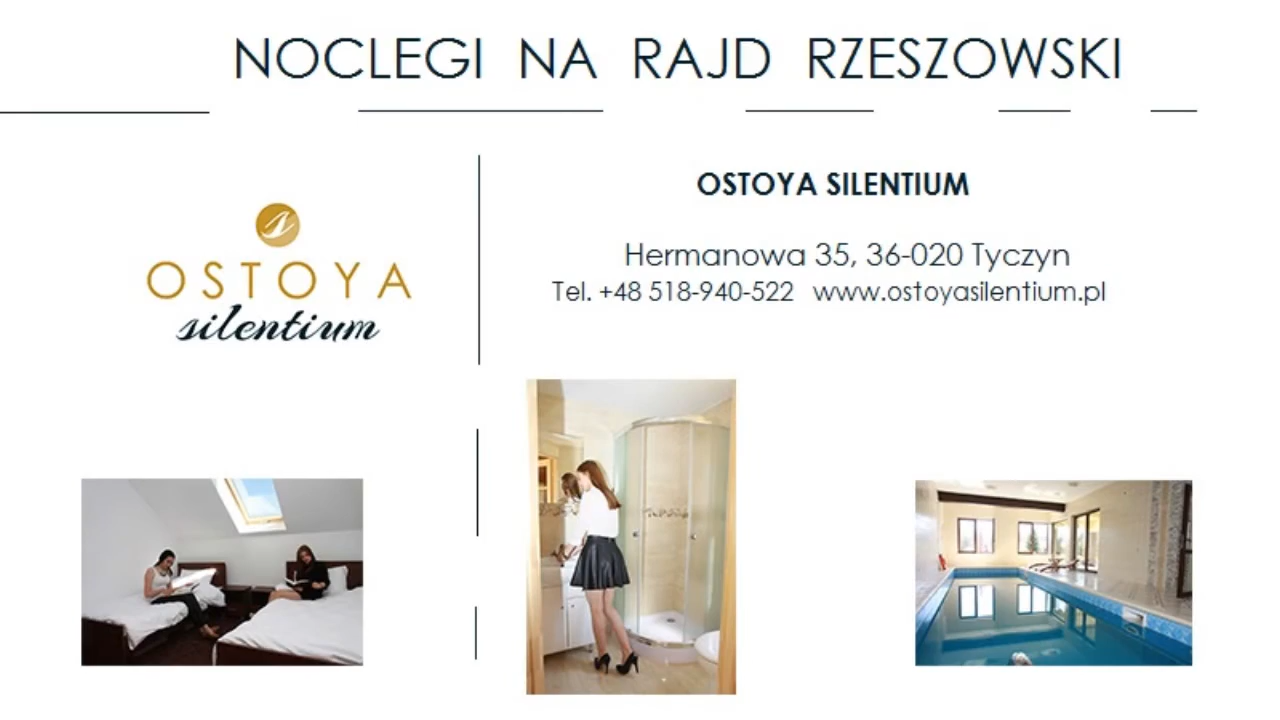 NOCLEGI NA RAJD RZESZOWSKI
OSTOYA
silentium
OSTOYA SILENTIUM
Hermanowa 35, 36-020 Tyczyn
Tel. +48 518-940-522 www.ostoyasilentium.pl